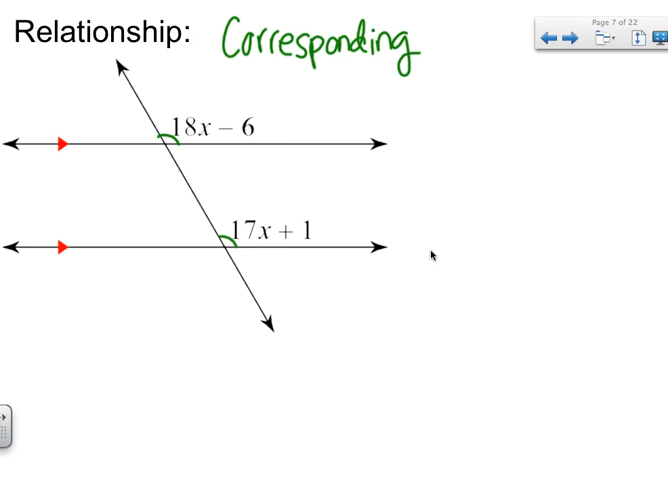 Relationship: Corresponding
Page 7 of 22
18x – 6
17x + 1